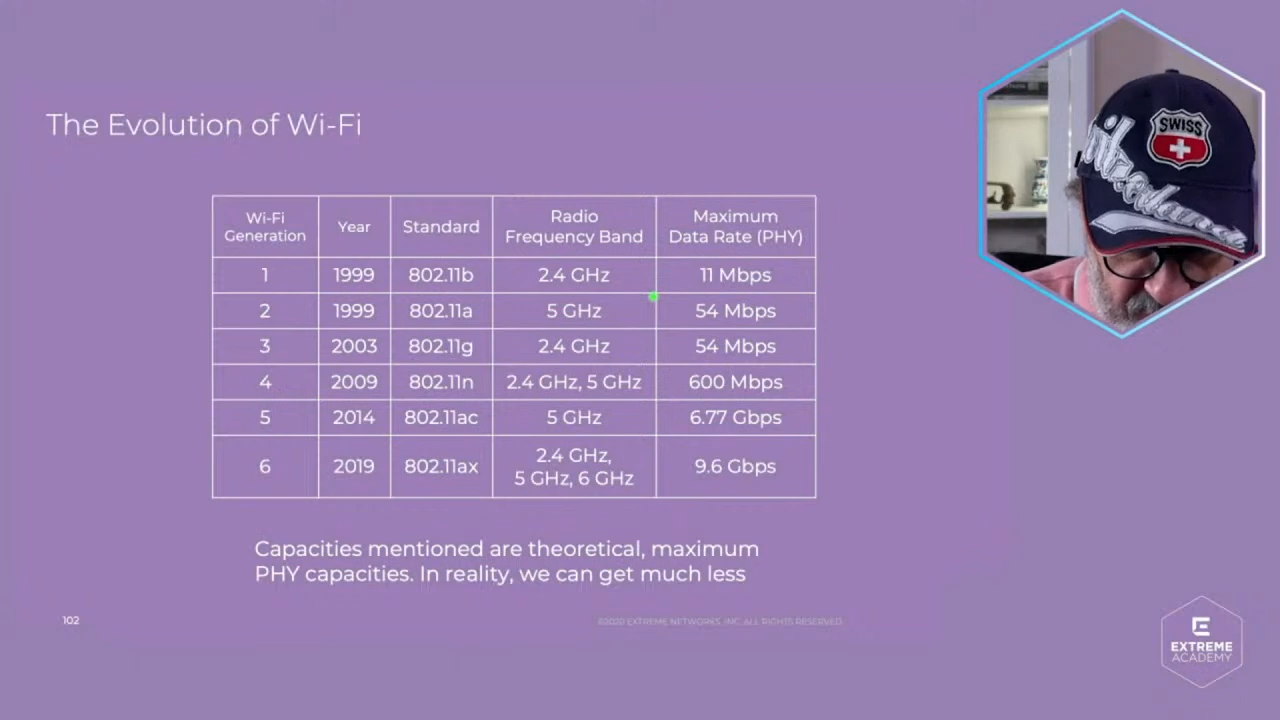 The Evolution of Wi-Fi
Wi-Fi Generation Year Standard Radio Frequency Band Maximum Data Rate (PHY)
1 1999 802.11b 2.4 GHz 11 Mbps
2 1999 802.11a 5 GHz 54 Mbps
3 2003 802.11g 2.4 GHz 54 Mbps
4 2009 802.11n 2.4 GHz, 5 GHz 600 Mbps
5 2014 802.11ac 5 GHz 6.77 Gbps
6 2019 802.11ax 2.4 GHz, 5 GHz, 6 GHz 9.6 Gbps
Capacities mentioned are theoretical, maximum
PHY capacities. In reality, we can get much less
102
©2020 EXTREME NETWORKS, INC. ALL RIGHTS RESERVED.
SWISS
EXTREME
ACADEMY